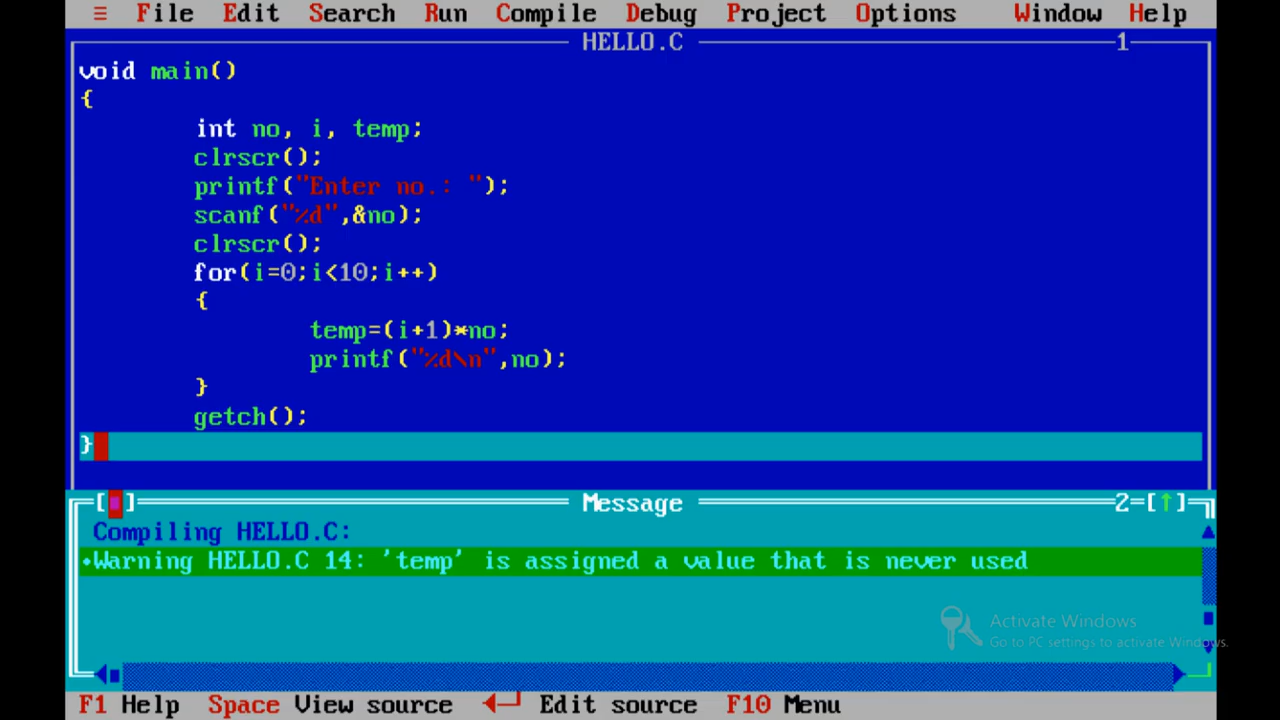 ≡ File Edit Search Run Compile Debug Project Options Window Help
HELLO.C 1
void main()
{
int no, i, temp;
clrscr();
printf("Enter no.: ");
scanf("%d",&no);
clrscr();
for(i=0;i<10;i++)
{
temp=(i+1)*no;
printf("%d\n",no);
}
getch();
}
[■] Message 2=[↑]
Compiling HELLO.C:
•Warning HELLO.C 14: 'temp' is assigned a value that is never used
Activate Windows
Go to PC settings to activate Windows.
F1 Help Space View source ◄┘ Edit source F10 Menu